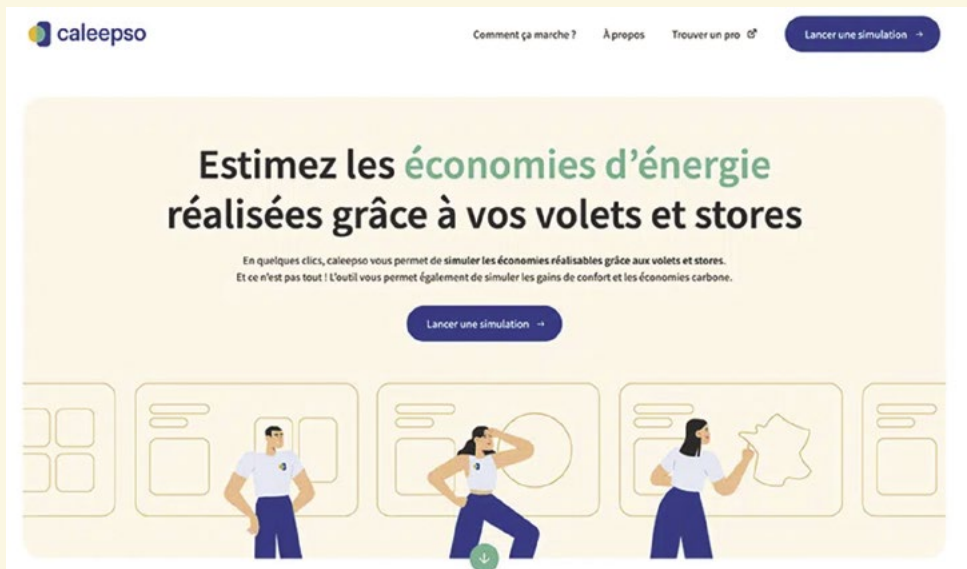 caleepso
Comment ça marche ?
À propos
Trouver un pro
Lancer une simulation →
Estimez les économies d’énergie
réalisées grâce à vos volets et stores
En quelques clics, caleepso vous permet de simuler les économies réalisables grâce aux volets et stores.
Et ce n’est pas tout ! L’outil vous permet également de simuler les gains de confort et les économies carbone.
Lancer une simulation →